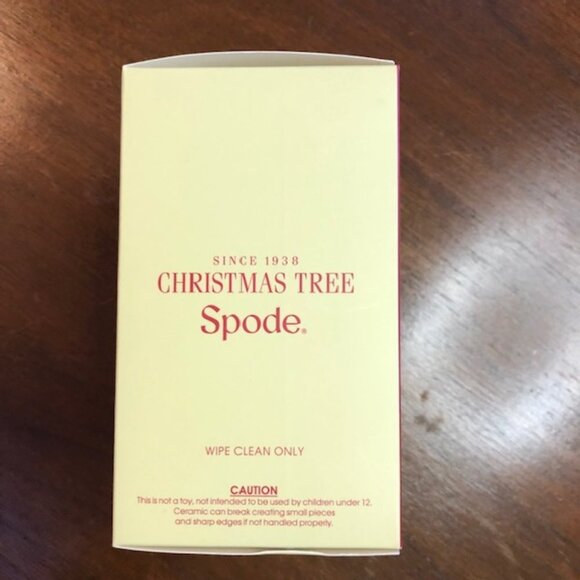 SINCE 1938
CHRISTMAS TREE
Spode®
WIPE CLEAN ONLY
CAUTION
This is not a toy, not intended to be used by children under 12.
Ceramic can break creating small pieces
and sharp edges if not handled properly.